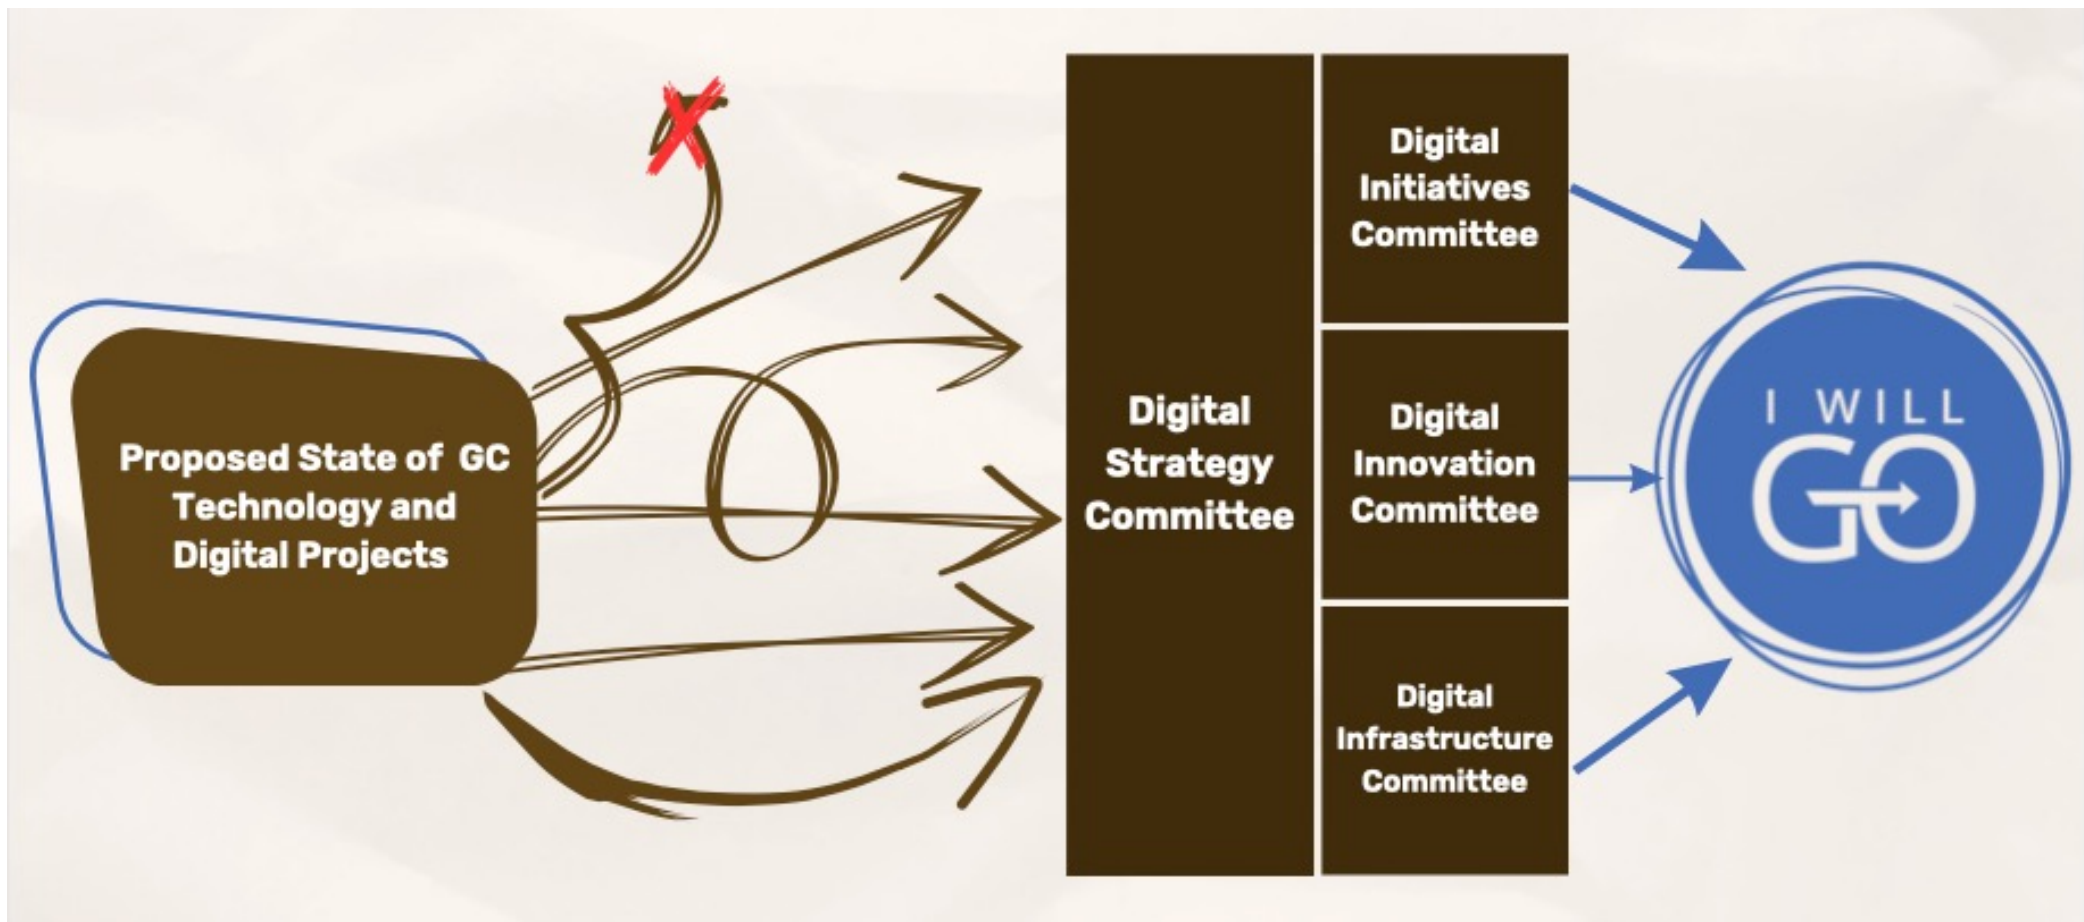 Proposed State of GC
Technology and
Digital Projects
Digital
Strategy
Committee
Digital
Initiatives
Committee
Digital
Innovation
Committee
Digital
Infrastructure
Committee
I WILL
GO